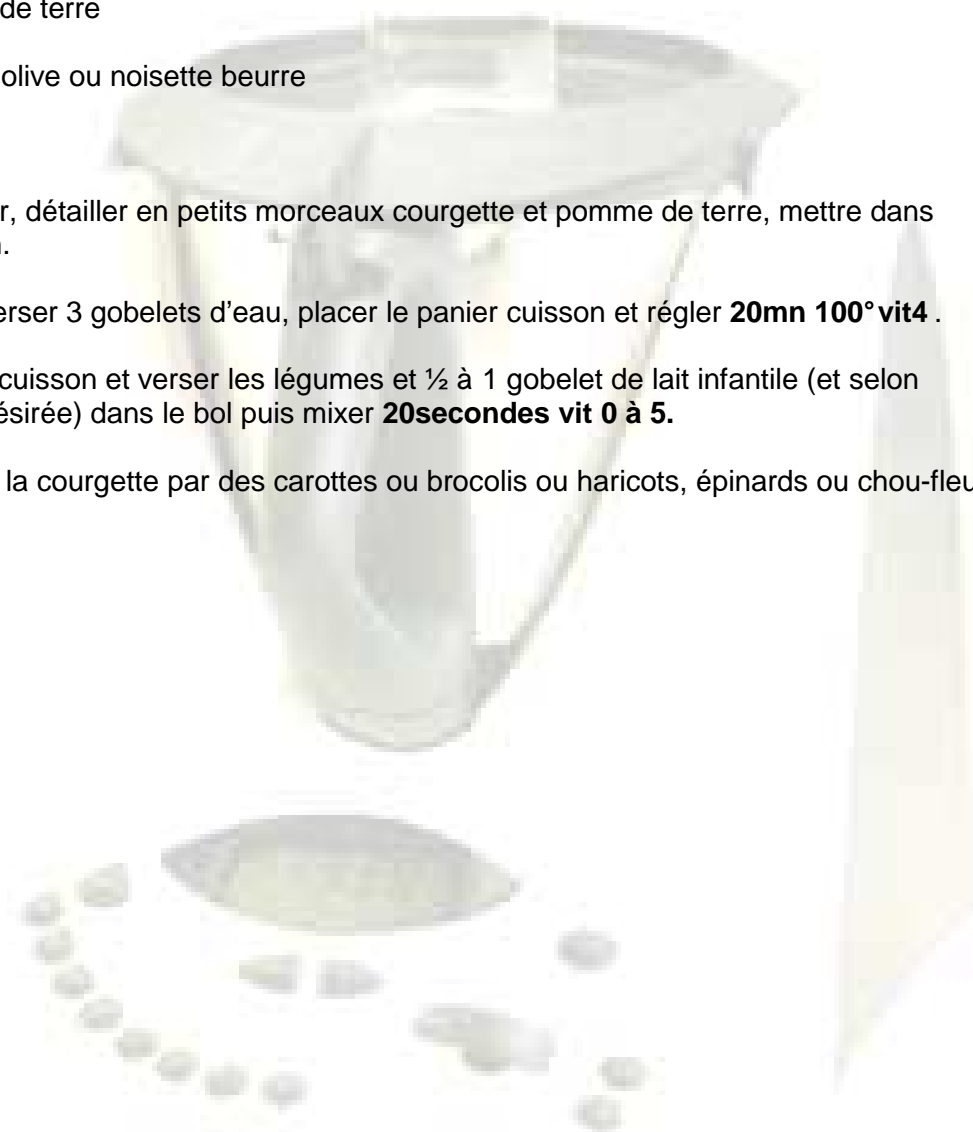 de terre
olive ou noisette beurre
r, détailler en petits morceaux courgette et pomme de terre, mettre dans
n.
erser 3 gobelets d’eau, placer le panier cuisson et régler 20mn 100° vit4 .
cuisson et verser les légumes et ½ à 1 gobelet de lait infantile (et selon
ésirée) dans le bol puis mixer 20secondes vit 0 à 5.
la courgette par des carottes ou brocolis ou haricots, épinards ou chou-fleu